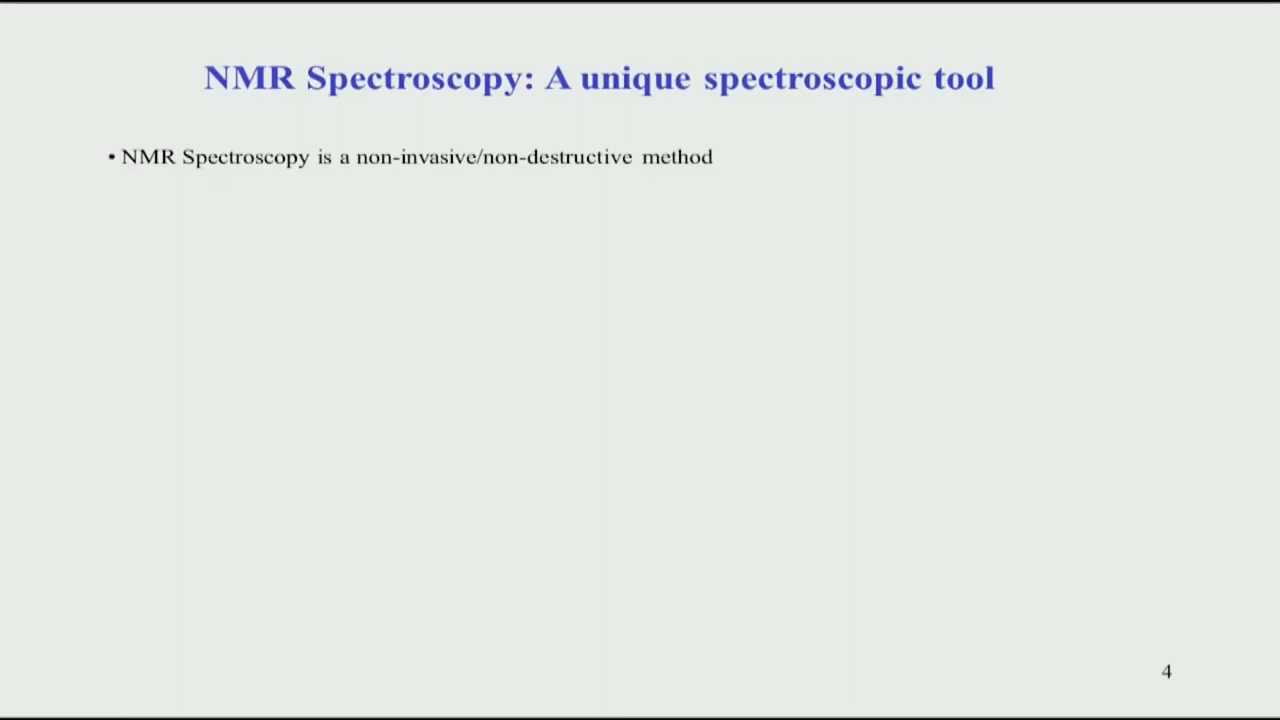 NMR Spectroscopy: A unique spectroscopic tool
• NMR Spectroscopy is a non-invasive/non-destructive method
4